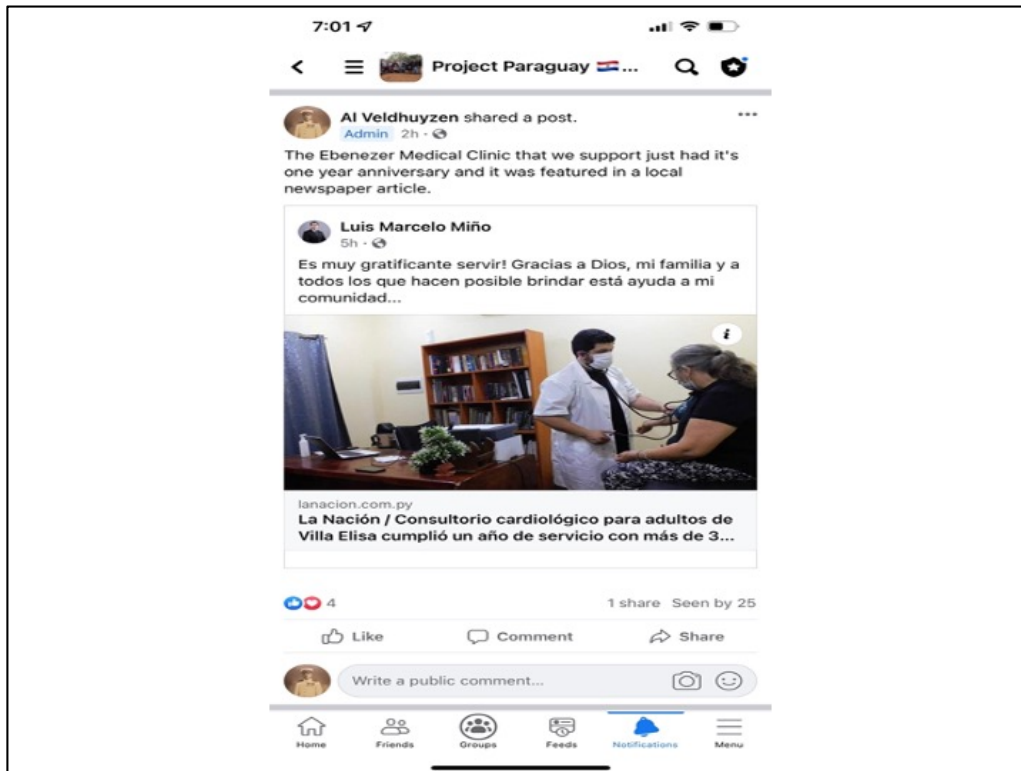 7:01
Project Paraguay 🇵🇾...
Al Veldhuyzen shared a post.
Admin 2h ·
The Ebenezer Medical Clinic that we support just had it's
one year anniversary and it was featured in a local
newspaper article.
Luis Marcelo Miño
5h ·
Es muy gratificante servir! Gracias a Dios, mi familia y a
todos los que hacen posible brindar está ayuda a mi
comunidad...
lanacion.com.py
La Nación / Consultorio cardiológico para adultos de
Villa Elisa cumplió un año de servicio con más de 3...
4 1 share Seen by 25
Like Comment Share
Write a public comment...
Home Friends Groups Feeds Notifications Menu